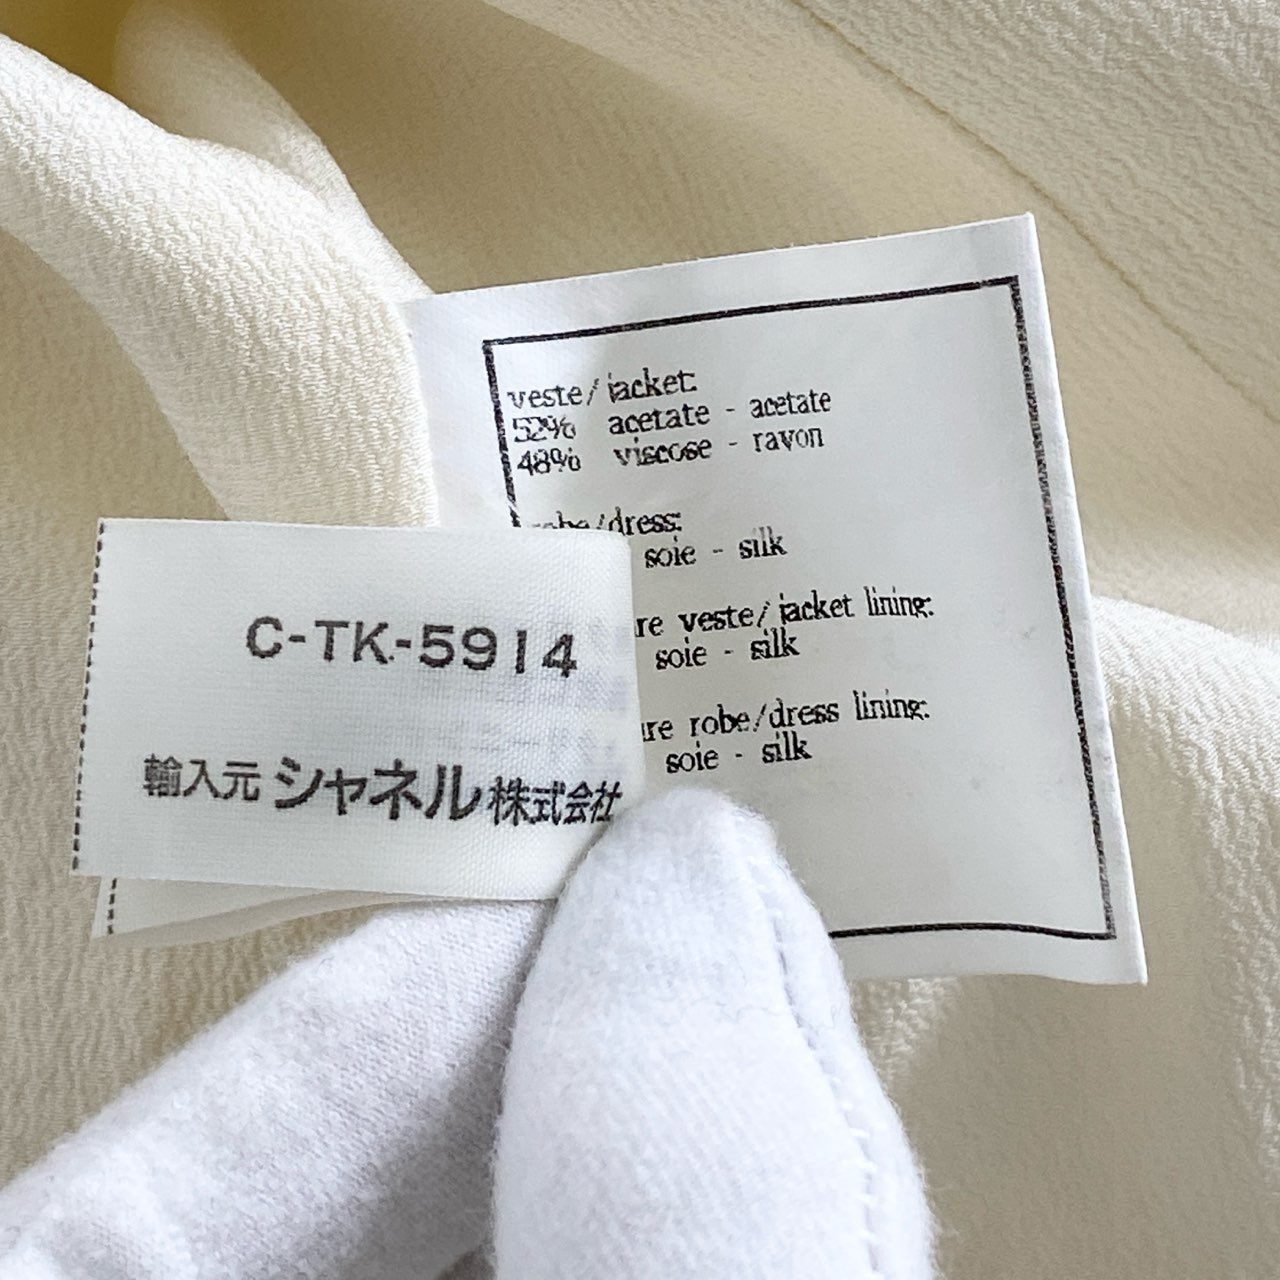 veste/jacket:
52% acetate - acetate
48% viscose - rayon
robe/dress:
soie - silk
re veste/jacket lining:
soie - silk
ure robe/dress lining:
soie - silk
C-TK-5914
輸入元 シャネル 株式会社